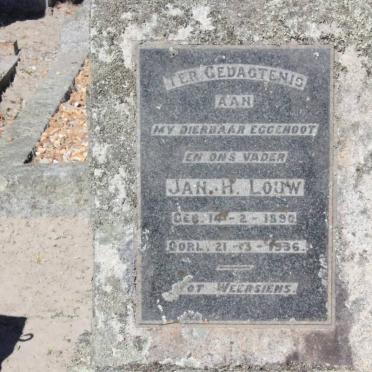 TER GEDAGTENIS
AAN
MY DIERBAAR EGGENOOT
EN ONS VADER
JAN. H. LOUW
GEB. 14-2-1890
OORL. 21-13-1936.
TOT WEERSIENS.